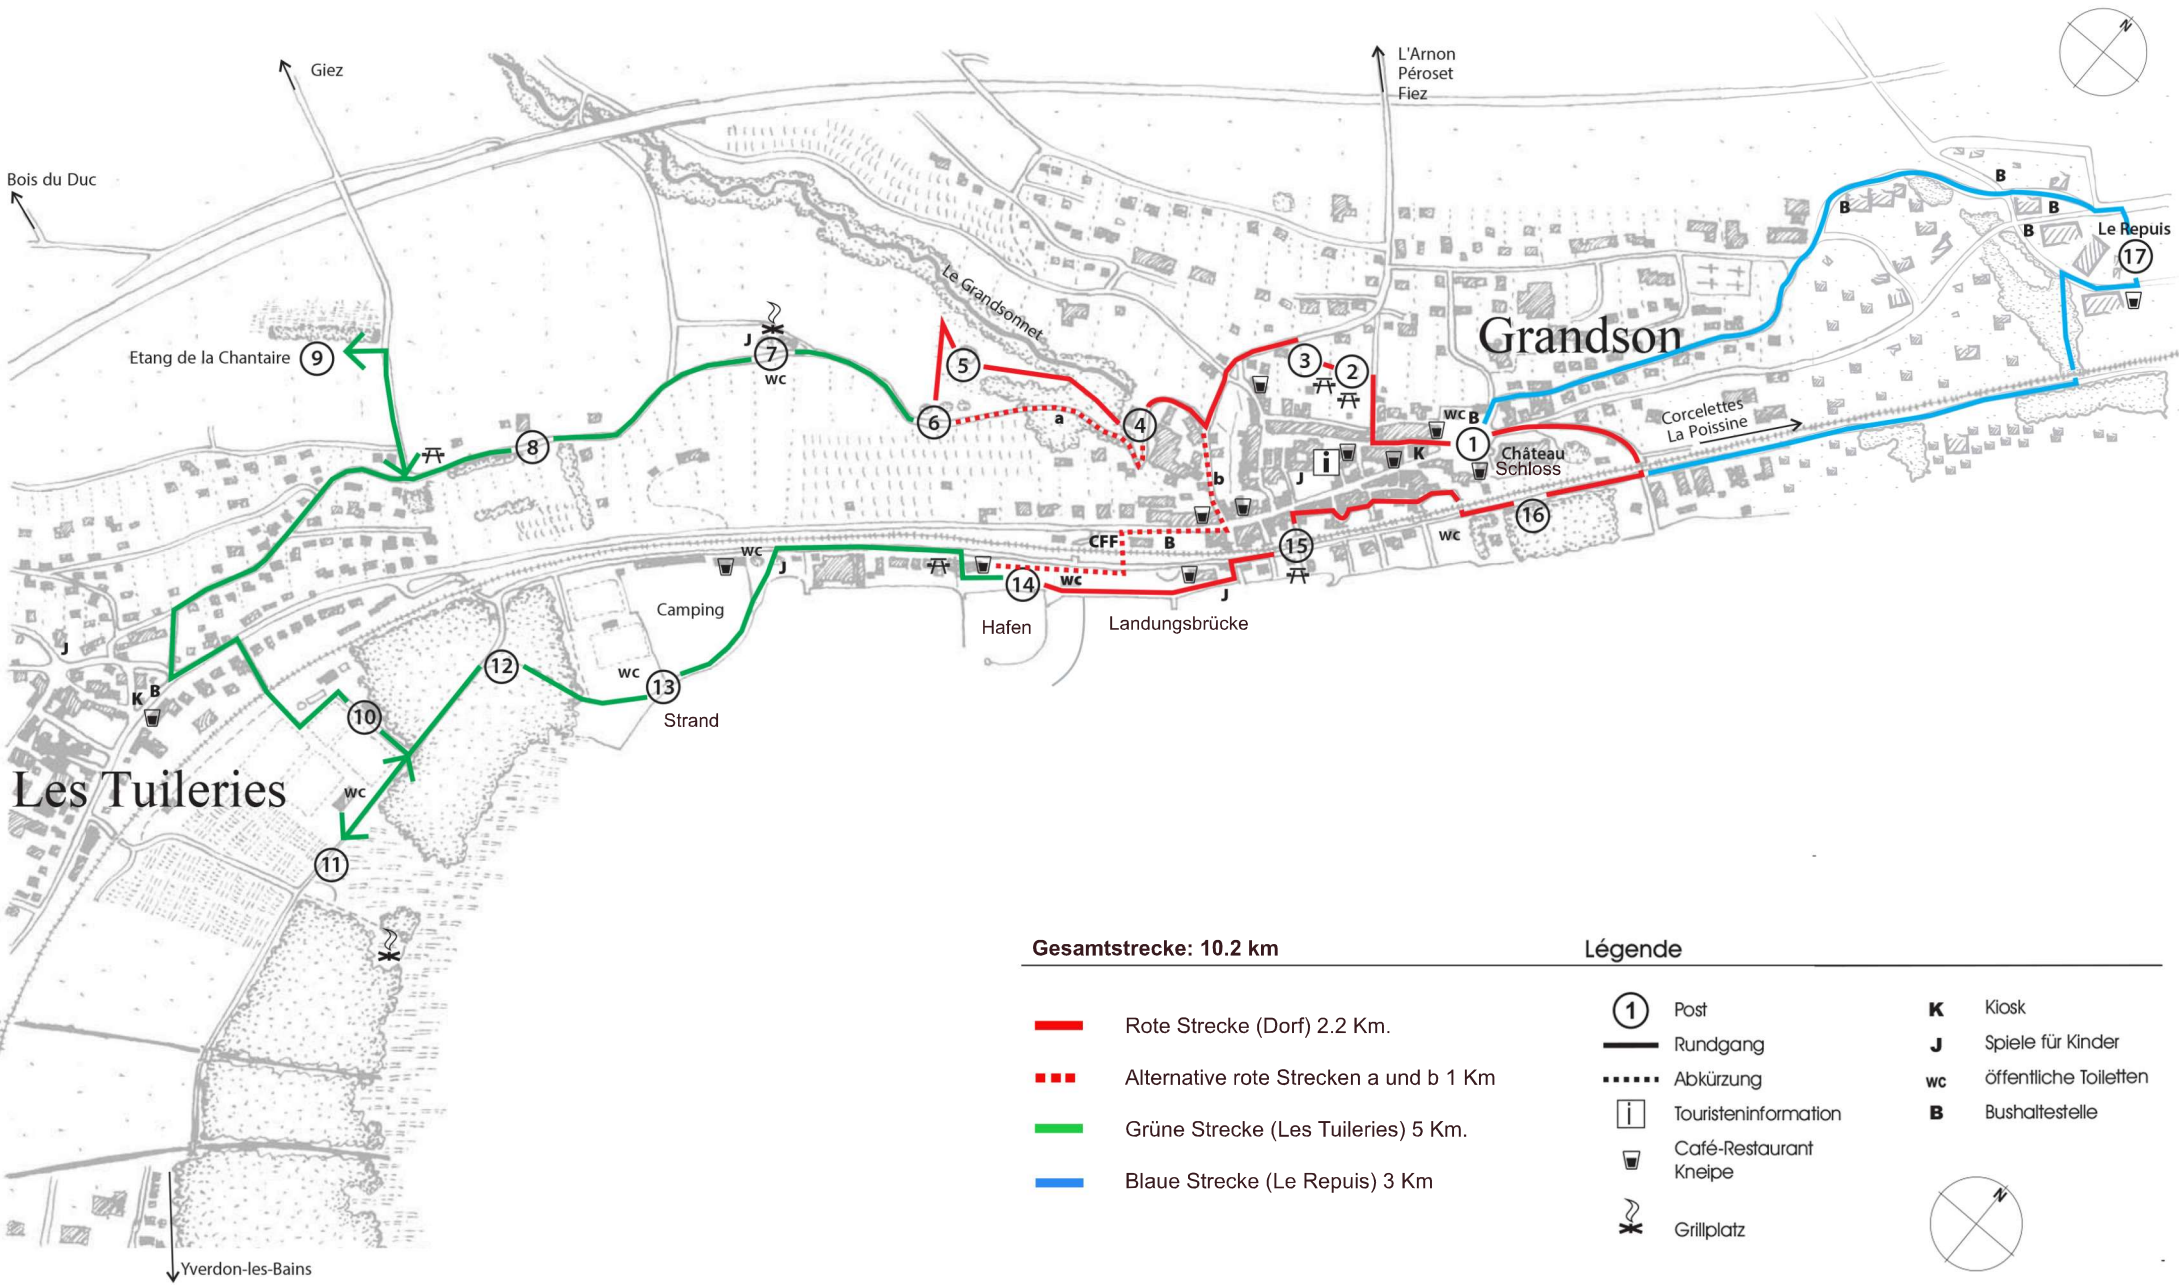 N
Giez
L'Arnon
Péroset
Fiez
Bois du Duc
B
B
B
B
Le Repuis
17
Le Grandsonnet
Grandson
Etang de la Chantaire
9
J
7
wc
5
6
a
4
3
2
wc
B
1
K
Château
Schloss
i
J
b
Corcelettes
La Poissine
8
16
wc
15
CFF
B
wc
J
14
wc
J
Hafen
Landungsbrücke
Camping
12
wc
13
Strand
J
K
B
10
Les Tuileries
wc
11
Yverdon-les-Bains
Gesamtstrecke: 10.2 km
Rote Strecke (Dorf) 2.2 Km.
Alternative rote Strecken a und b 1 Km
Grüne Strecke (Les Tuileries) 5 Km.
Blaue Strecke (Le Repuis) 3 Km
Légende
1 Post
Rundgang
Abkürzung
i Touristeninformation
Café-Restaurant
Kneipe
Grillplatz
K Kiosk
J Spiele für Kinder
wc öffentliche Toiletten
B Bushaltestelle
N